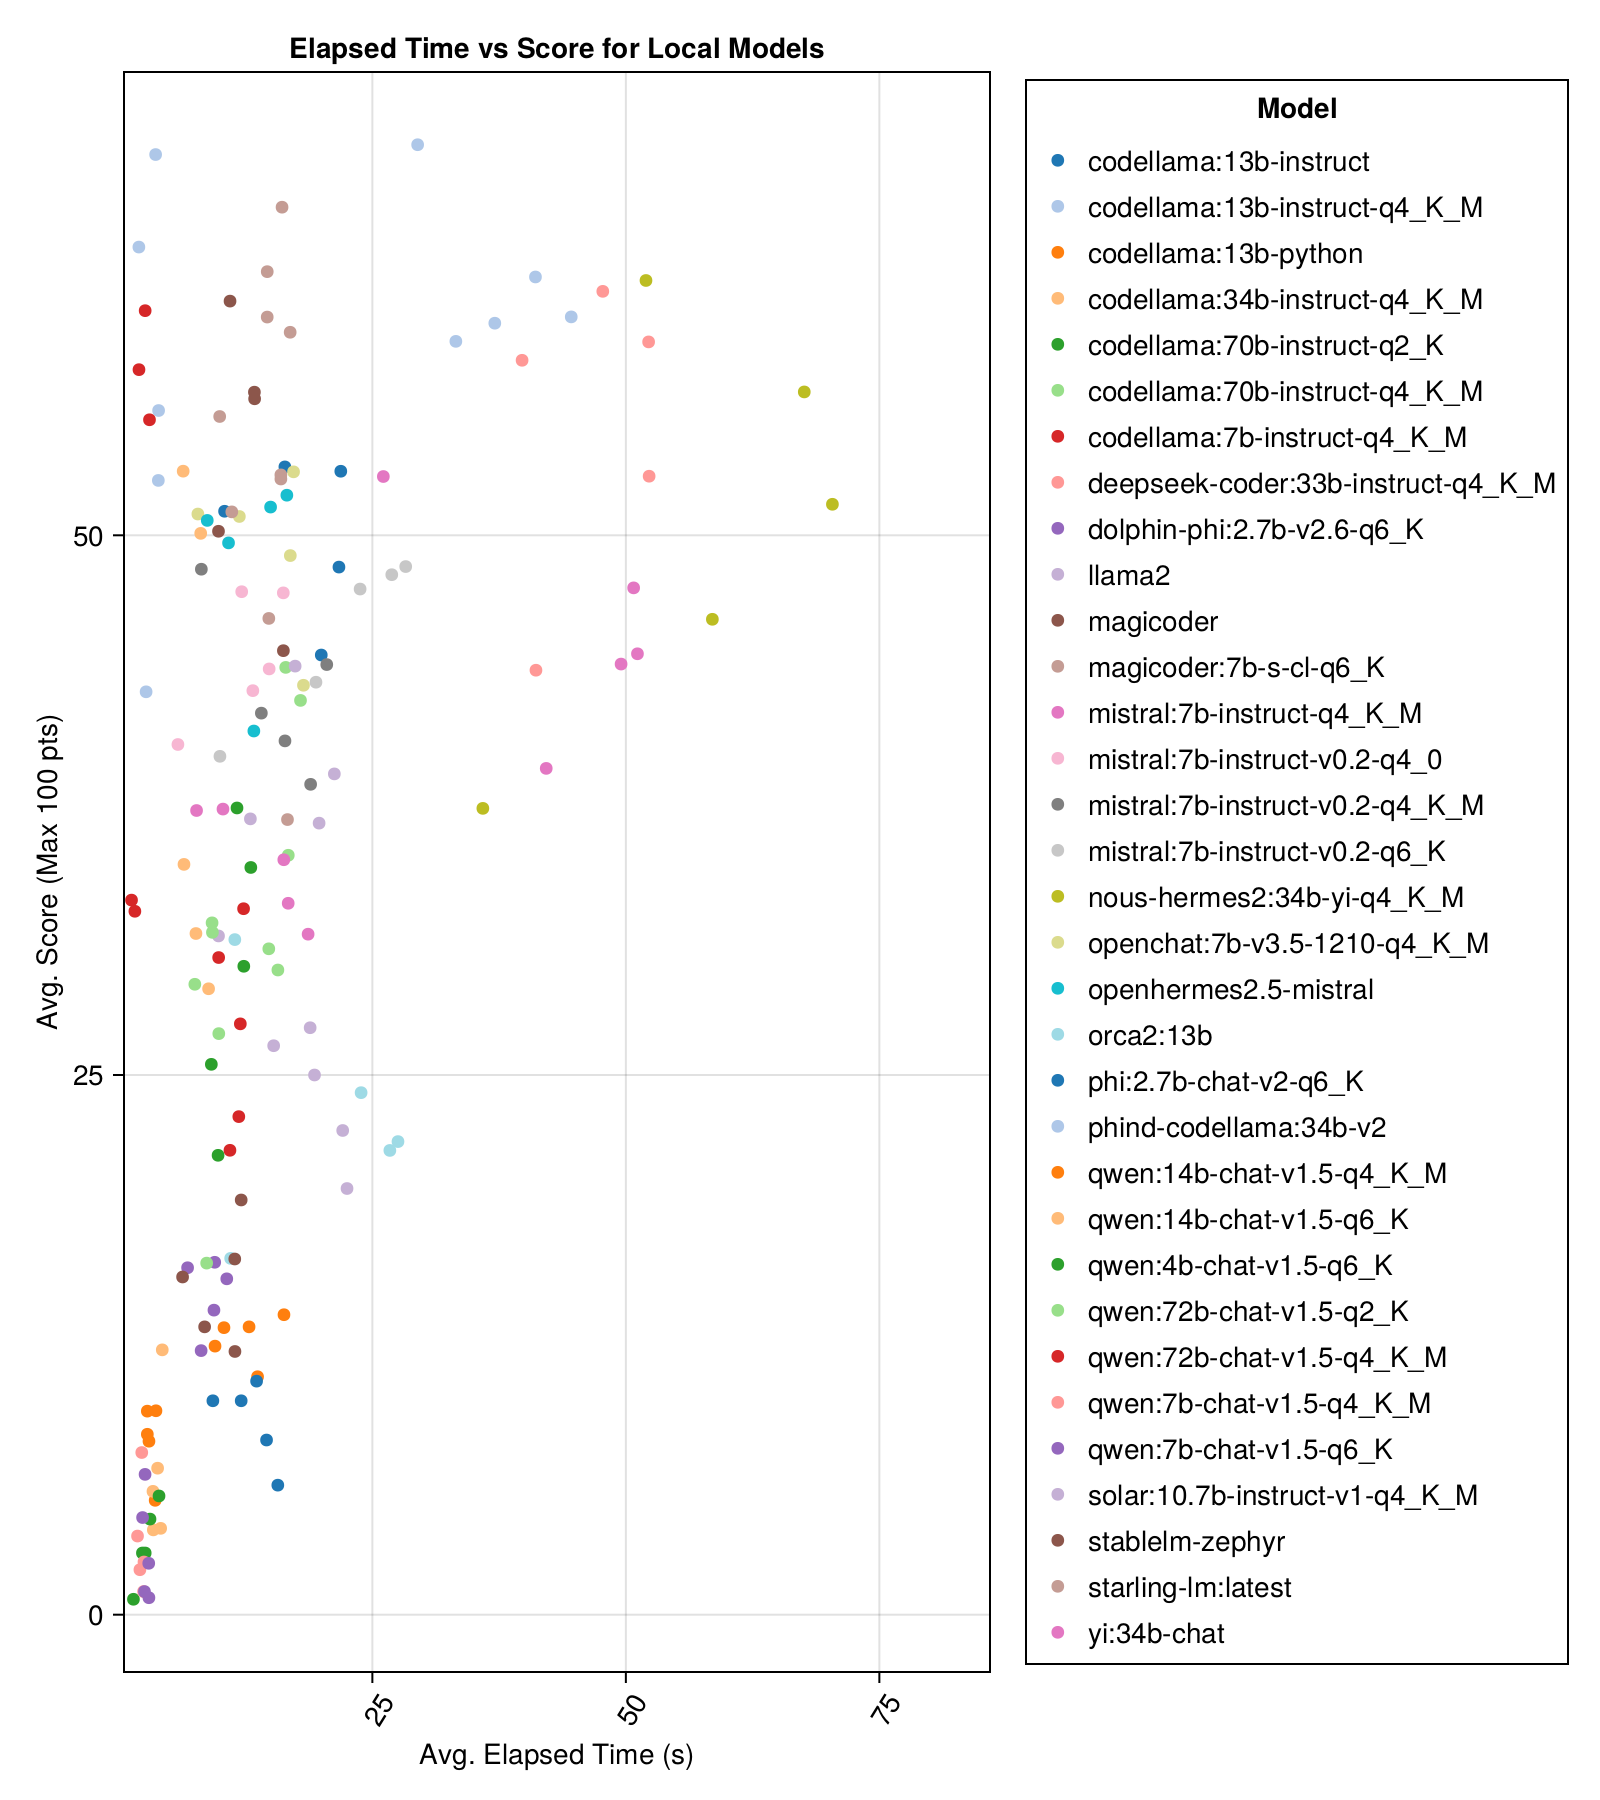 Elapsed Time vs Score for Local Models
Avg. Score (Max 100 pts)
50
25
0
25
50
75
Avg. Elapsed Time (s)
Model
codellama:13b-instruct
codellama:13b-instruct-q4_K_M
codellama:13b-python
codellama:34b-instruct-q4_K_M
codellama:70b-instruct-q2_K
codellama:70b-instruct-q4_K_M
codellama:7b-instruct-q4_K_M
deepseek-coder:33b-instruct-q4_K_M
dolphin-phi:2.7b-v2.6-q6_K
llama2
magicoder
magicoder:7b-s-cl-q6_K
mistral:7b-instruct-q4_K_M
mistral:7b-instruct-v0.2-q4_0
mistral:7b-instruct-v0.2-q4_K_M
mistral:7b-instruct-v0.2-q6_K
nous-hermes2:34b-yi-q4_K_M
openchat:7b-v3.5-1210-q4_K_M
openhermes2.5-mistral
orca2:13b
phi:2.7b-chat-v2-q6_K
phind-codellama:34b-v2
qwen:14b-chat-v1.5-q4_K_M
qwen:14b-chat-v1.5-q6_K
qwen:4b-chat-v1.5-q6_K
qwen:72b-chat-v1.5-q2_K
qwen:72b-chat-v1.5-q4_K_M
qwen:7b-chat-v1.5-q4_K_M
qwen:7b-chat-v1.5-q6_K
solar:10.7b-instruct-v1-q4_K_M
stablelm-zephyr
starling-lm:latest
yi:34b-chat